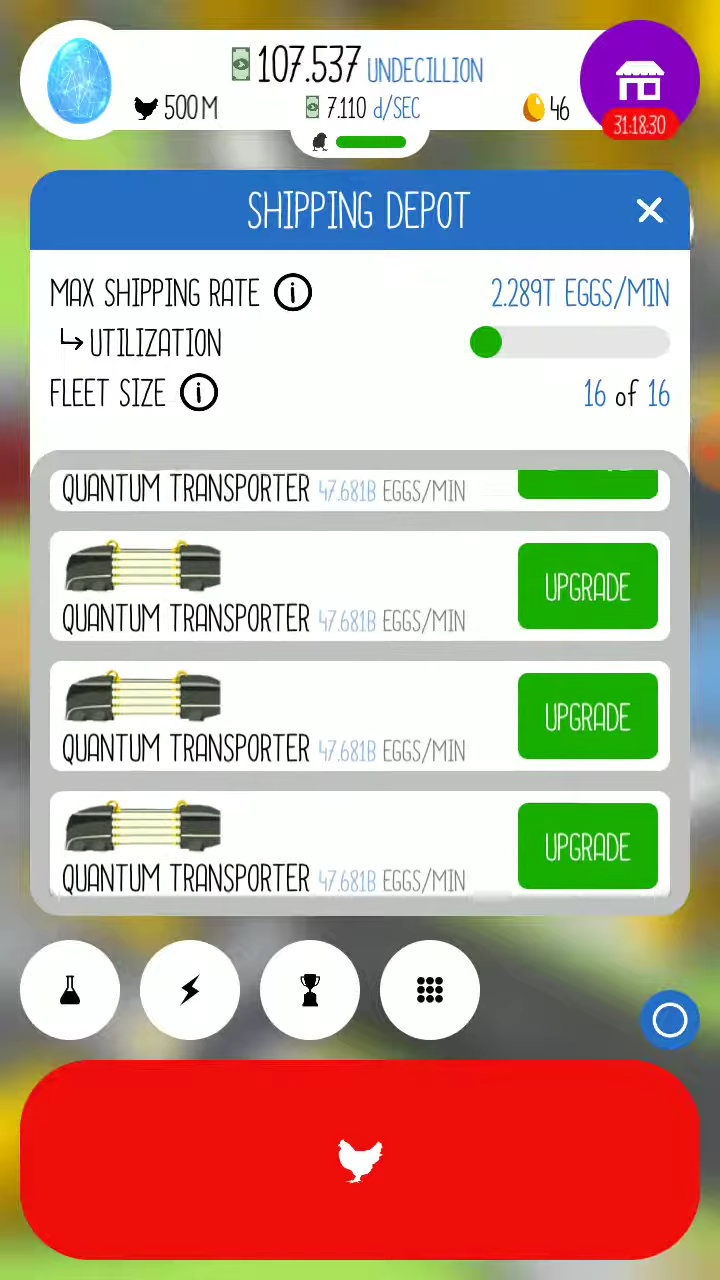 107.537 UNDECILLION
500M
7.110 d/SEC
46
31:18:30
SHIPPING DEPOT
MAX SHIPPING RATE i 2.289T EGGS/MIN
UTILIZATION
FLEET SIZE i 16 of 16
QUANTUM TRANSPORTER 47.681B EGGS/MIN
UPGRADE
QUANTUM TRANSPORTER 47.681B EGGS/MIN
UPGRADE
QUANTUM TRANSPORTER 47.681B EGGS/MIN
UPGRADE
QUANTUM TRANSPORTER 47.681B EGGS/MIN